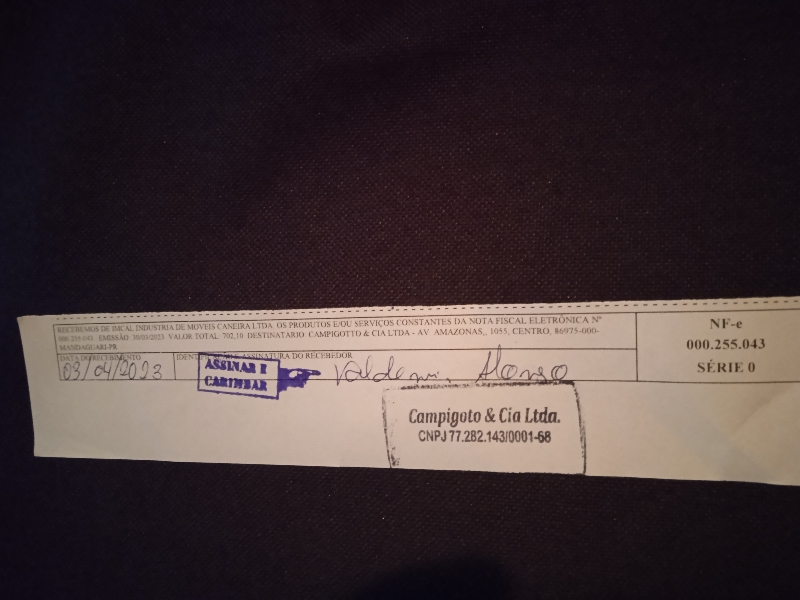 RECEBEMOS DE IMCAL INDUSTRIA DE MOVEIS CANEIRA LTDA. OS PRODUTOS E/OU SERVIÇOS CONSTANTES DA NOTA FISCAL ELETRÔNICA Nº
000.255.043 EMISSÃO: 30/03/2023 VALOR TOTAL: 702,10 DESTINATARIO: CAMPIGOTTO & CIA LTDA - AV. AMAZONAS,, 1055, CENTRO, 86975-000-
MANDAGUARI-PR
NF-e
000.255.043
SÉRIE 0
DATA DO RECEBIMENTO
ASSINATURA DO RECEBEDOR
03/04/2023
ASSINAR E
CARIMBAR
Valdemir Alonso
Campigoto & Cia Ltda.
CNPJ 77.282.143/0001-68